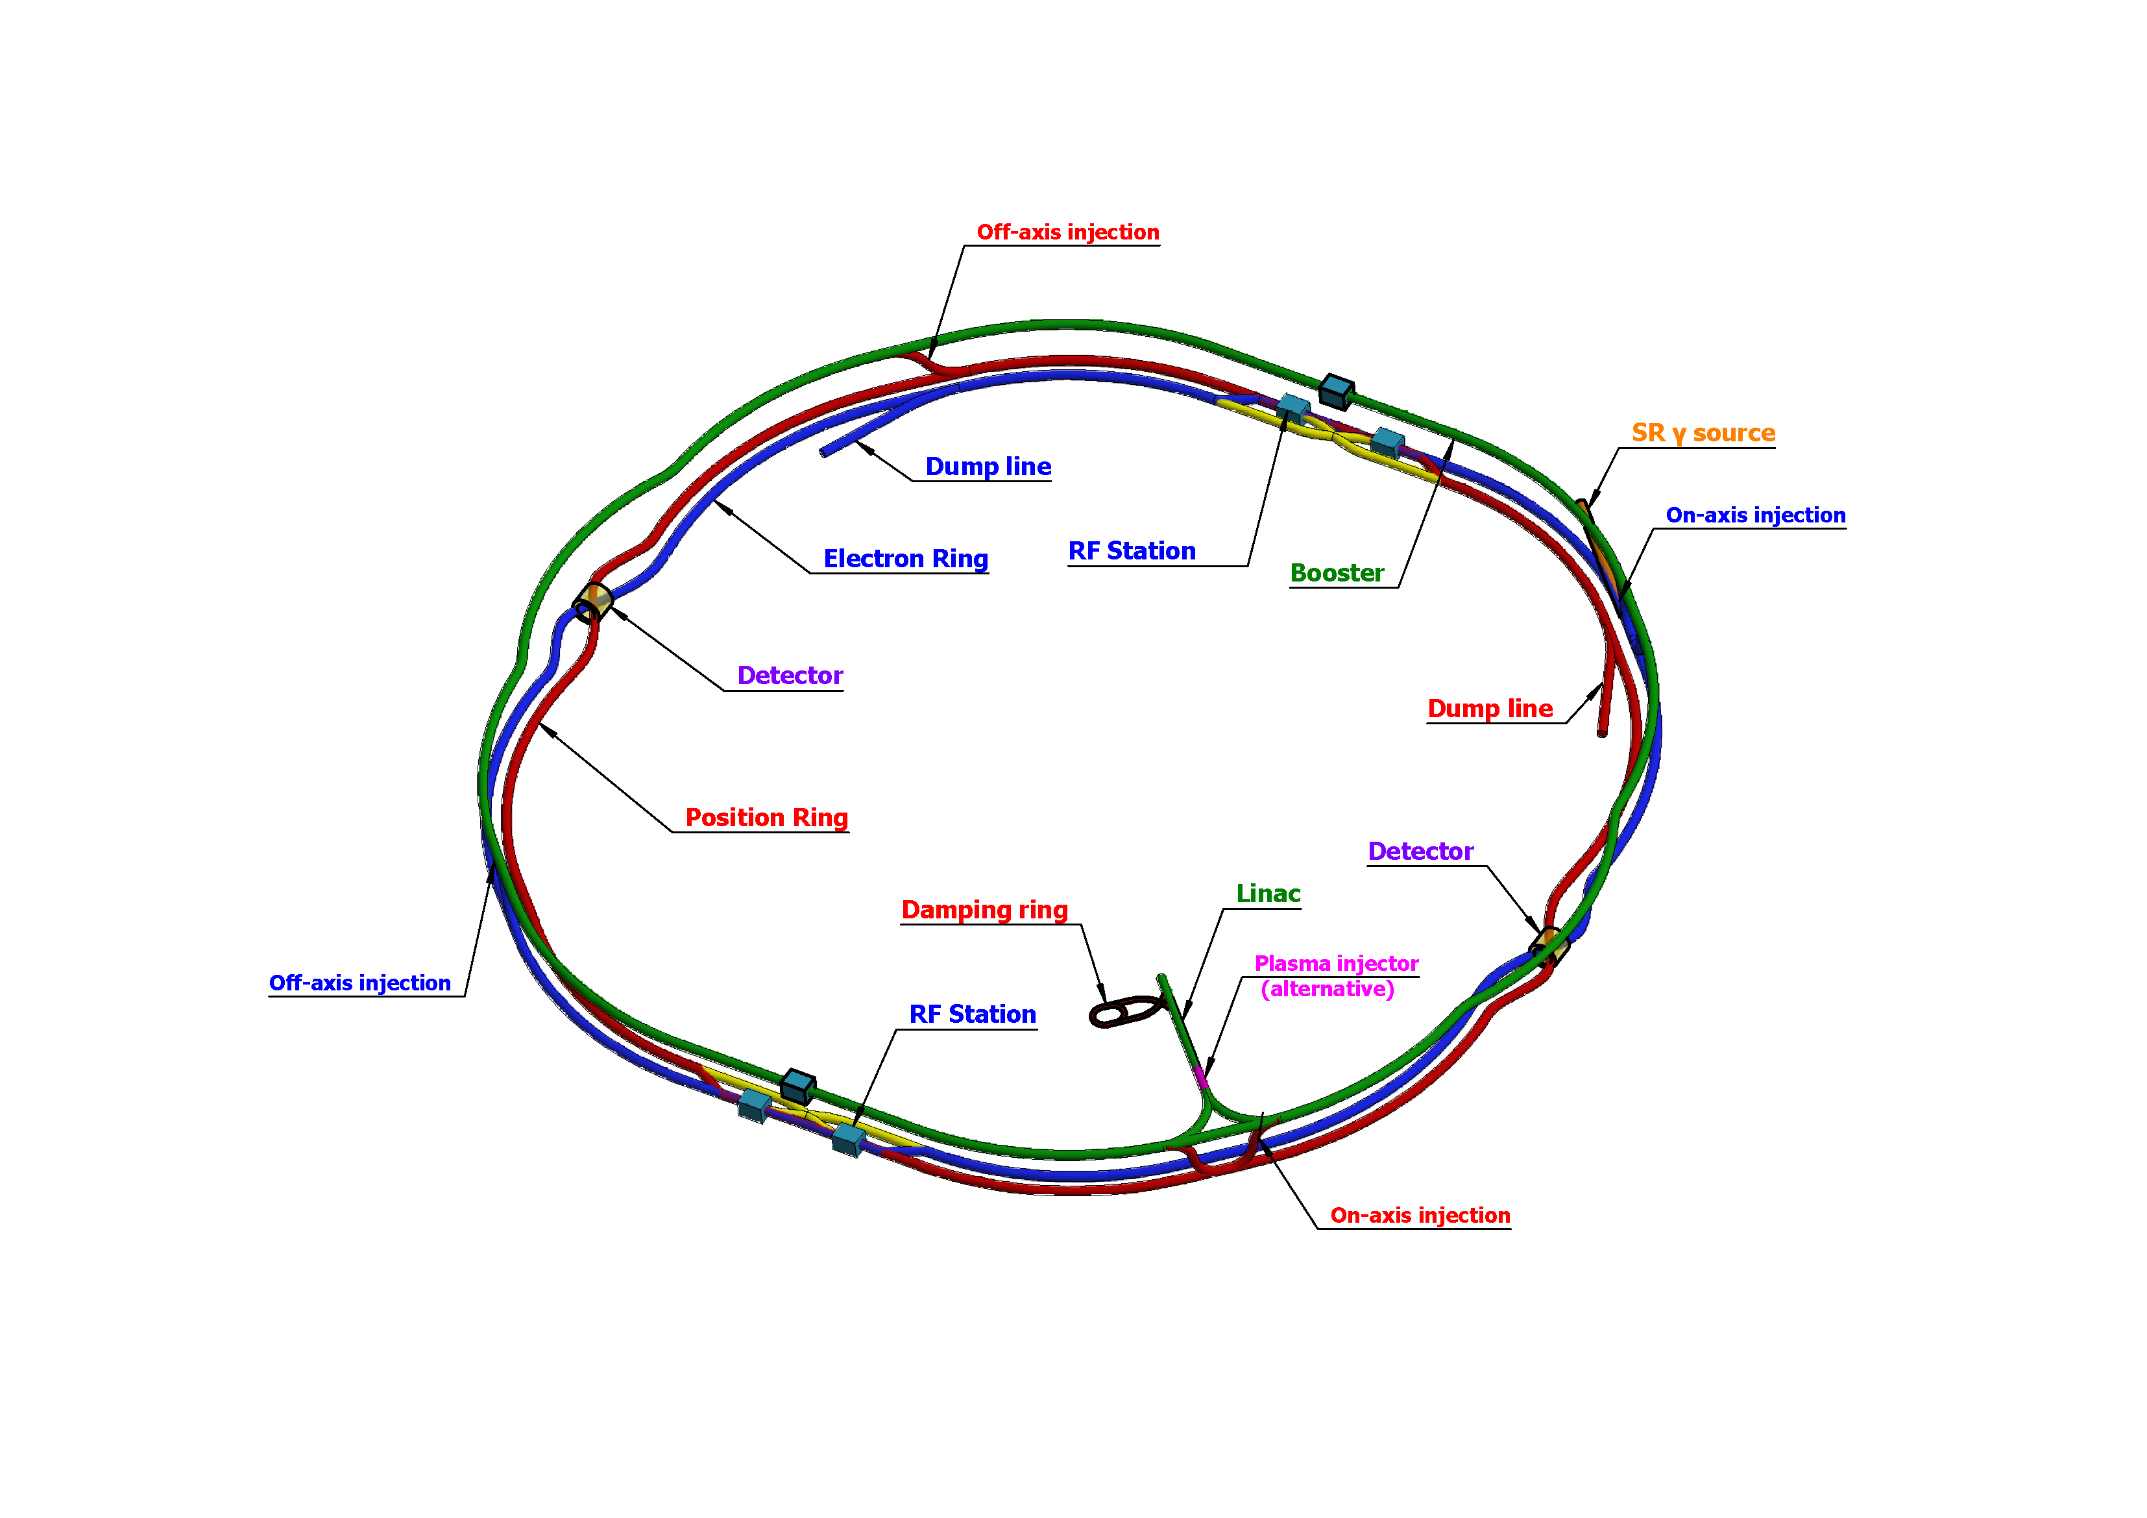 Off-axis injection
SR γ source
Dump line
On-axis injection
Electron Ring
RF Station
Booster
Detector
Dump line
Position Ring
Detector
Linac
Damping ring
Plasma injector
(alternative)
Off-axis injection
RF Station
On-axis injection